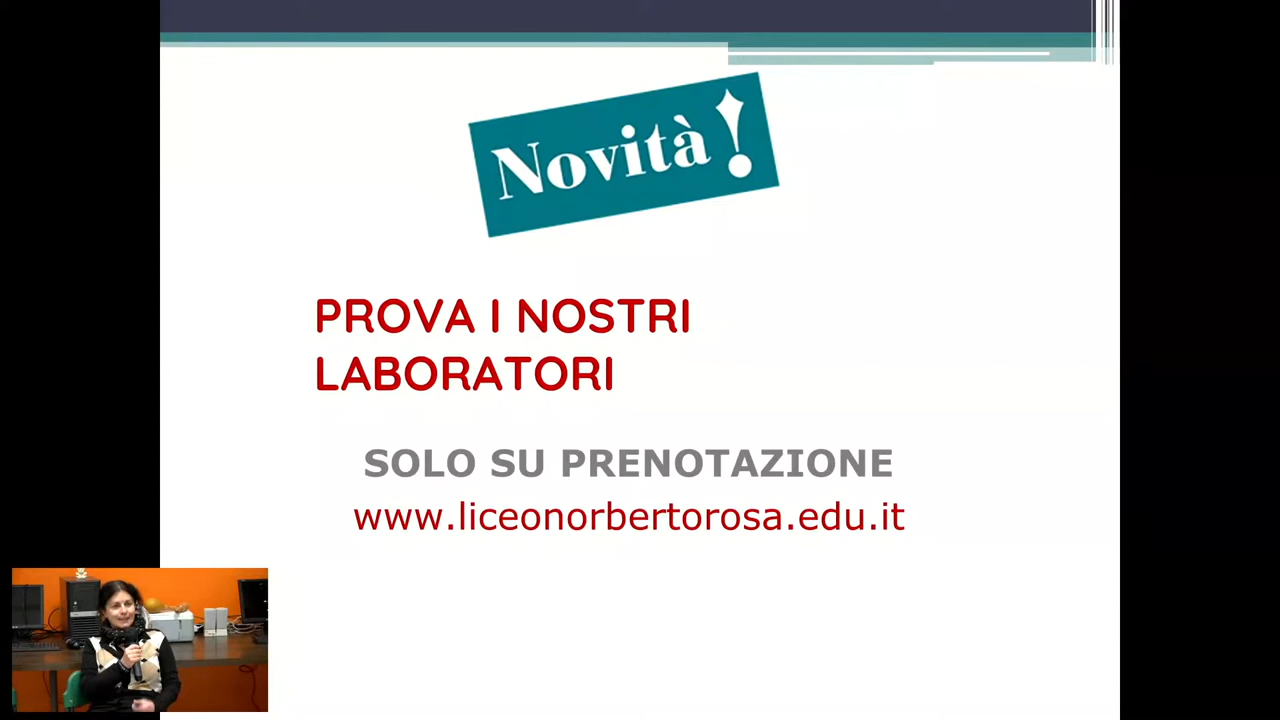 Novità!
PROVA I NOSTRI
LABORATORI
SOLO SU PRENOTAZIONE
www.liceonorbertorosa.edu.it